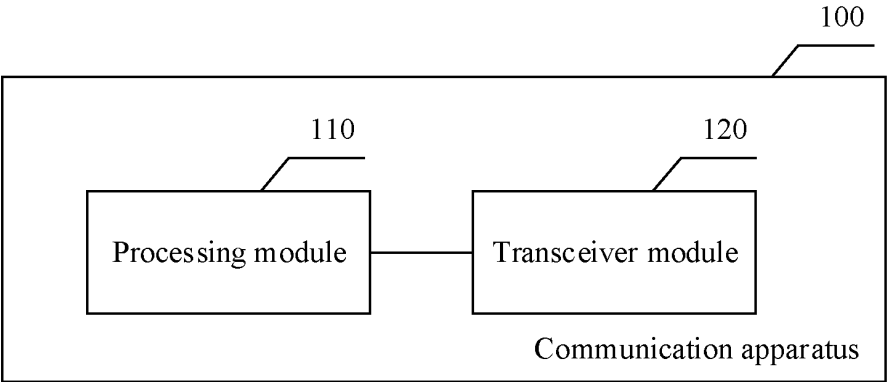 100
110
120
Processing module
Transceiver module
Communication apparatus